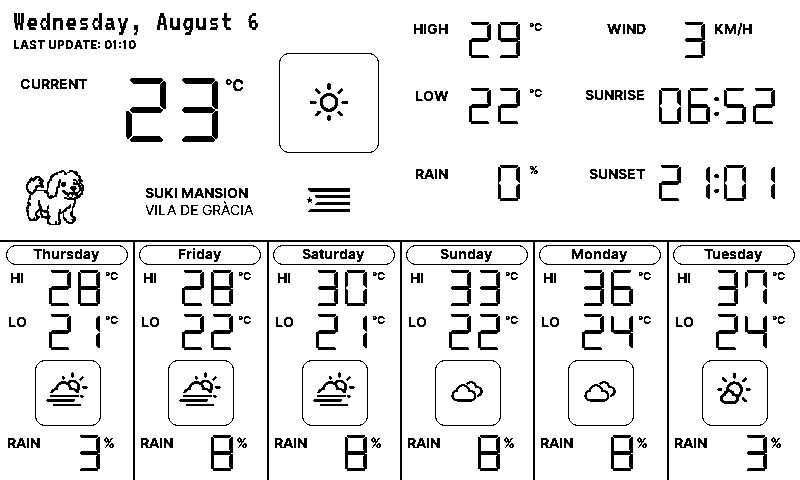 Wednesday, August 6
LAST UPDATE: 01:10
CURRENT 23 °C
SUKI MANSION
VILA DE GRÀCIA
HIGH 29 °C
LOW 22 °C
RAIN 0 %
WIND 3 KM/H
SUNRISE 06:52
SUNSET 21:01
Thursday
HI 28 °C
LO 21 °C
RAIN 3 %
Friday
HI 28 °C
LO 22 °C
RAIN 8 %
Saturday
HI 30 °C
LO 21 °C
RAIN 8 %
Sunday
HI 33 °C
LO 22 °C
RAIN 8 %
Monday
HI 36 °C
LO 24 °C
RAIN 8 %
Tuesday
HI 37 °C
LO 24 °C
RAIN 3 %